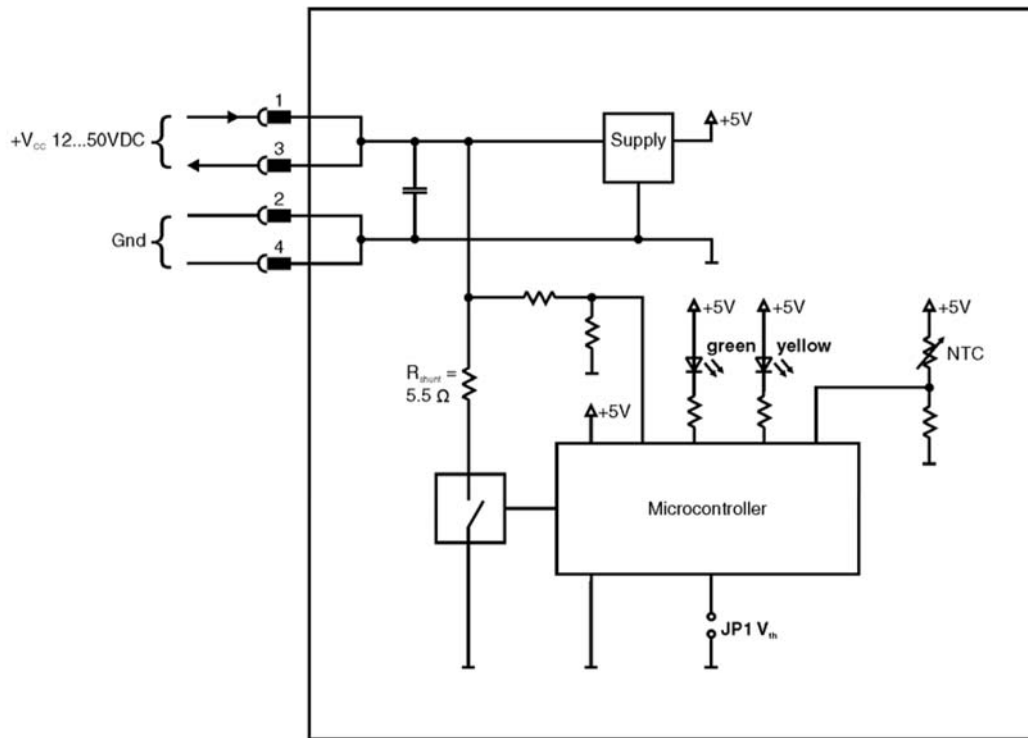 1
+Vcc 12...50VDC
3
2
Gnd
4
Supply
+5V
+5V
+5V
+5V
green
yellow
NTC
Rshunt =
5.5 Ω
+5V
Microcontroller
JP1 Vth